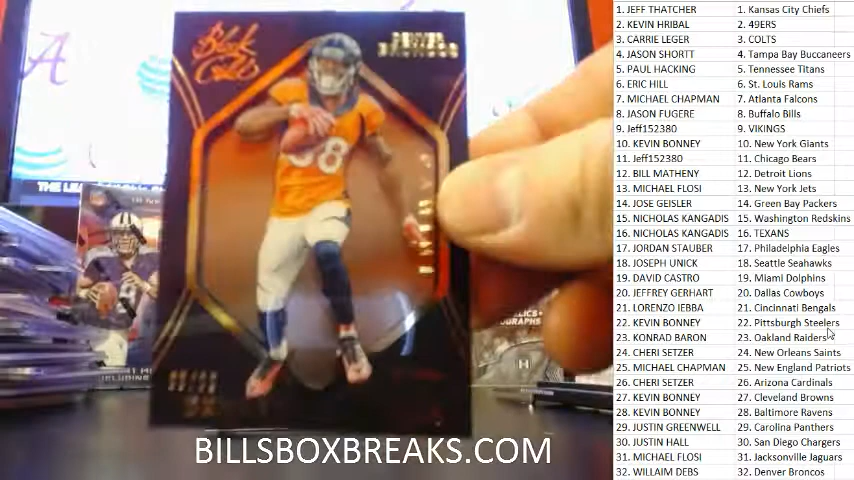 Black
Gold
DENVER
BRONCOS
88
BILLSBOXBREAKS.COM
1. JEFF THATCHER
2. KEVIN HRIBAL
3. CARRIE LEGER
4. JASON SHORTT
5. PAUL HACKING
6. ERIC HILL
7. MICHAEL CHAPMAN
8. JASON FUGERE
9. Jeff152380
10. KEVIN BONNEY
11. Jeff152380
12. BILL MATHENY
13. MICHAEL FLOSI
14. JOSE GEISLER
15. NICHOLAS KANGADIS
16. NICHOLAS KANGADIS
17. JORDAN STAUBER
18. JOSEPH UNICK
19. DAVID CASTRO
20. JEFFREY GERHART
21. LORENZO IEBBA
22. KEVIN BONNEY
23. KONRAD BARON
24. CHERI SETZER
25. MICHAEL CHAPMAN
26. CHERI SETZER
27. KEVIN BONNEY
28. KEVIN BONNEY
29. JUSTIN GREENWELL
30. JUSTIN HALL
31. MICHAEL FLOSI
32. WILLAIM DEBS
1. Kansas City Chiefs
2. 49ERS
3. COLTS
4. Tampa Bay Buccaneers
5. Tennessee Titans
6. St. Louis Rams
7. Atlanta Falcons
8. Buffalo Bills
9. VIKINGS
10. New York Giants
11. Chicago Bears
12. Detroit Lions
13. New York Jets
14. Green Bay Packers
15. Washington Redskins
16. TEXANS
17. Philadelphia Eagles
18. Seattle Seahawks
19. Miami Dolphins
20. Dallas Cowboys
21. Cincinnati Bengals
22. Pittsburgh Steelers
23. Oakland Raiders
24. New Orleans Saints
25. New England Patriots
26. Arizona Cardinals
27. Cleveland Browns
28. Baltimore Ravens
29. Carolina Panthers
30. San Diego Chargers
31. Jacksonville Jaguars
32. Denver Broncos